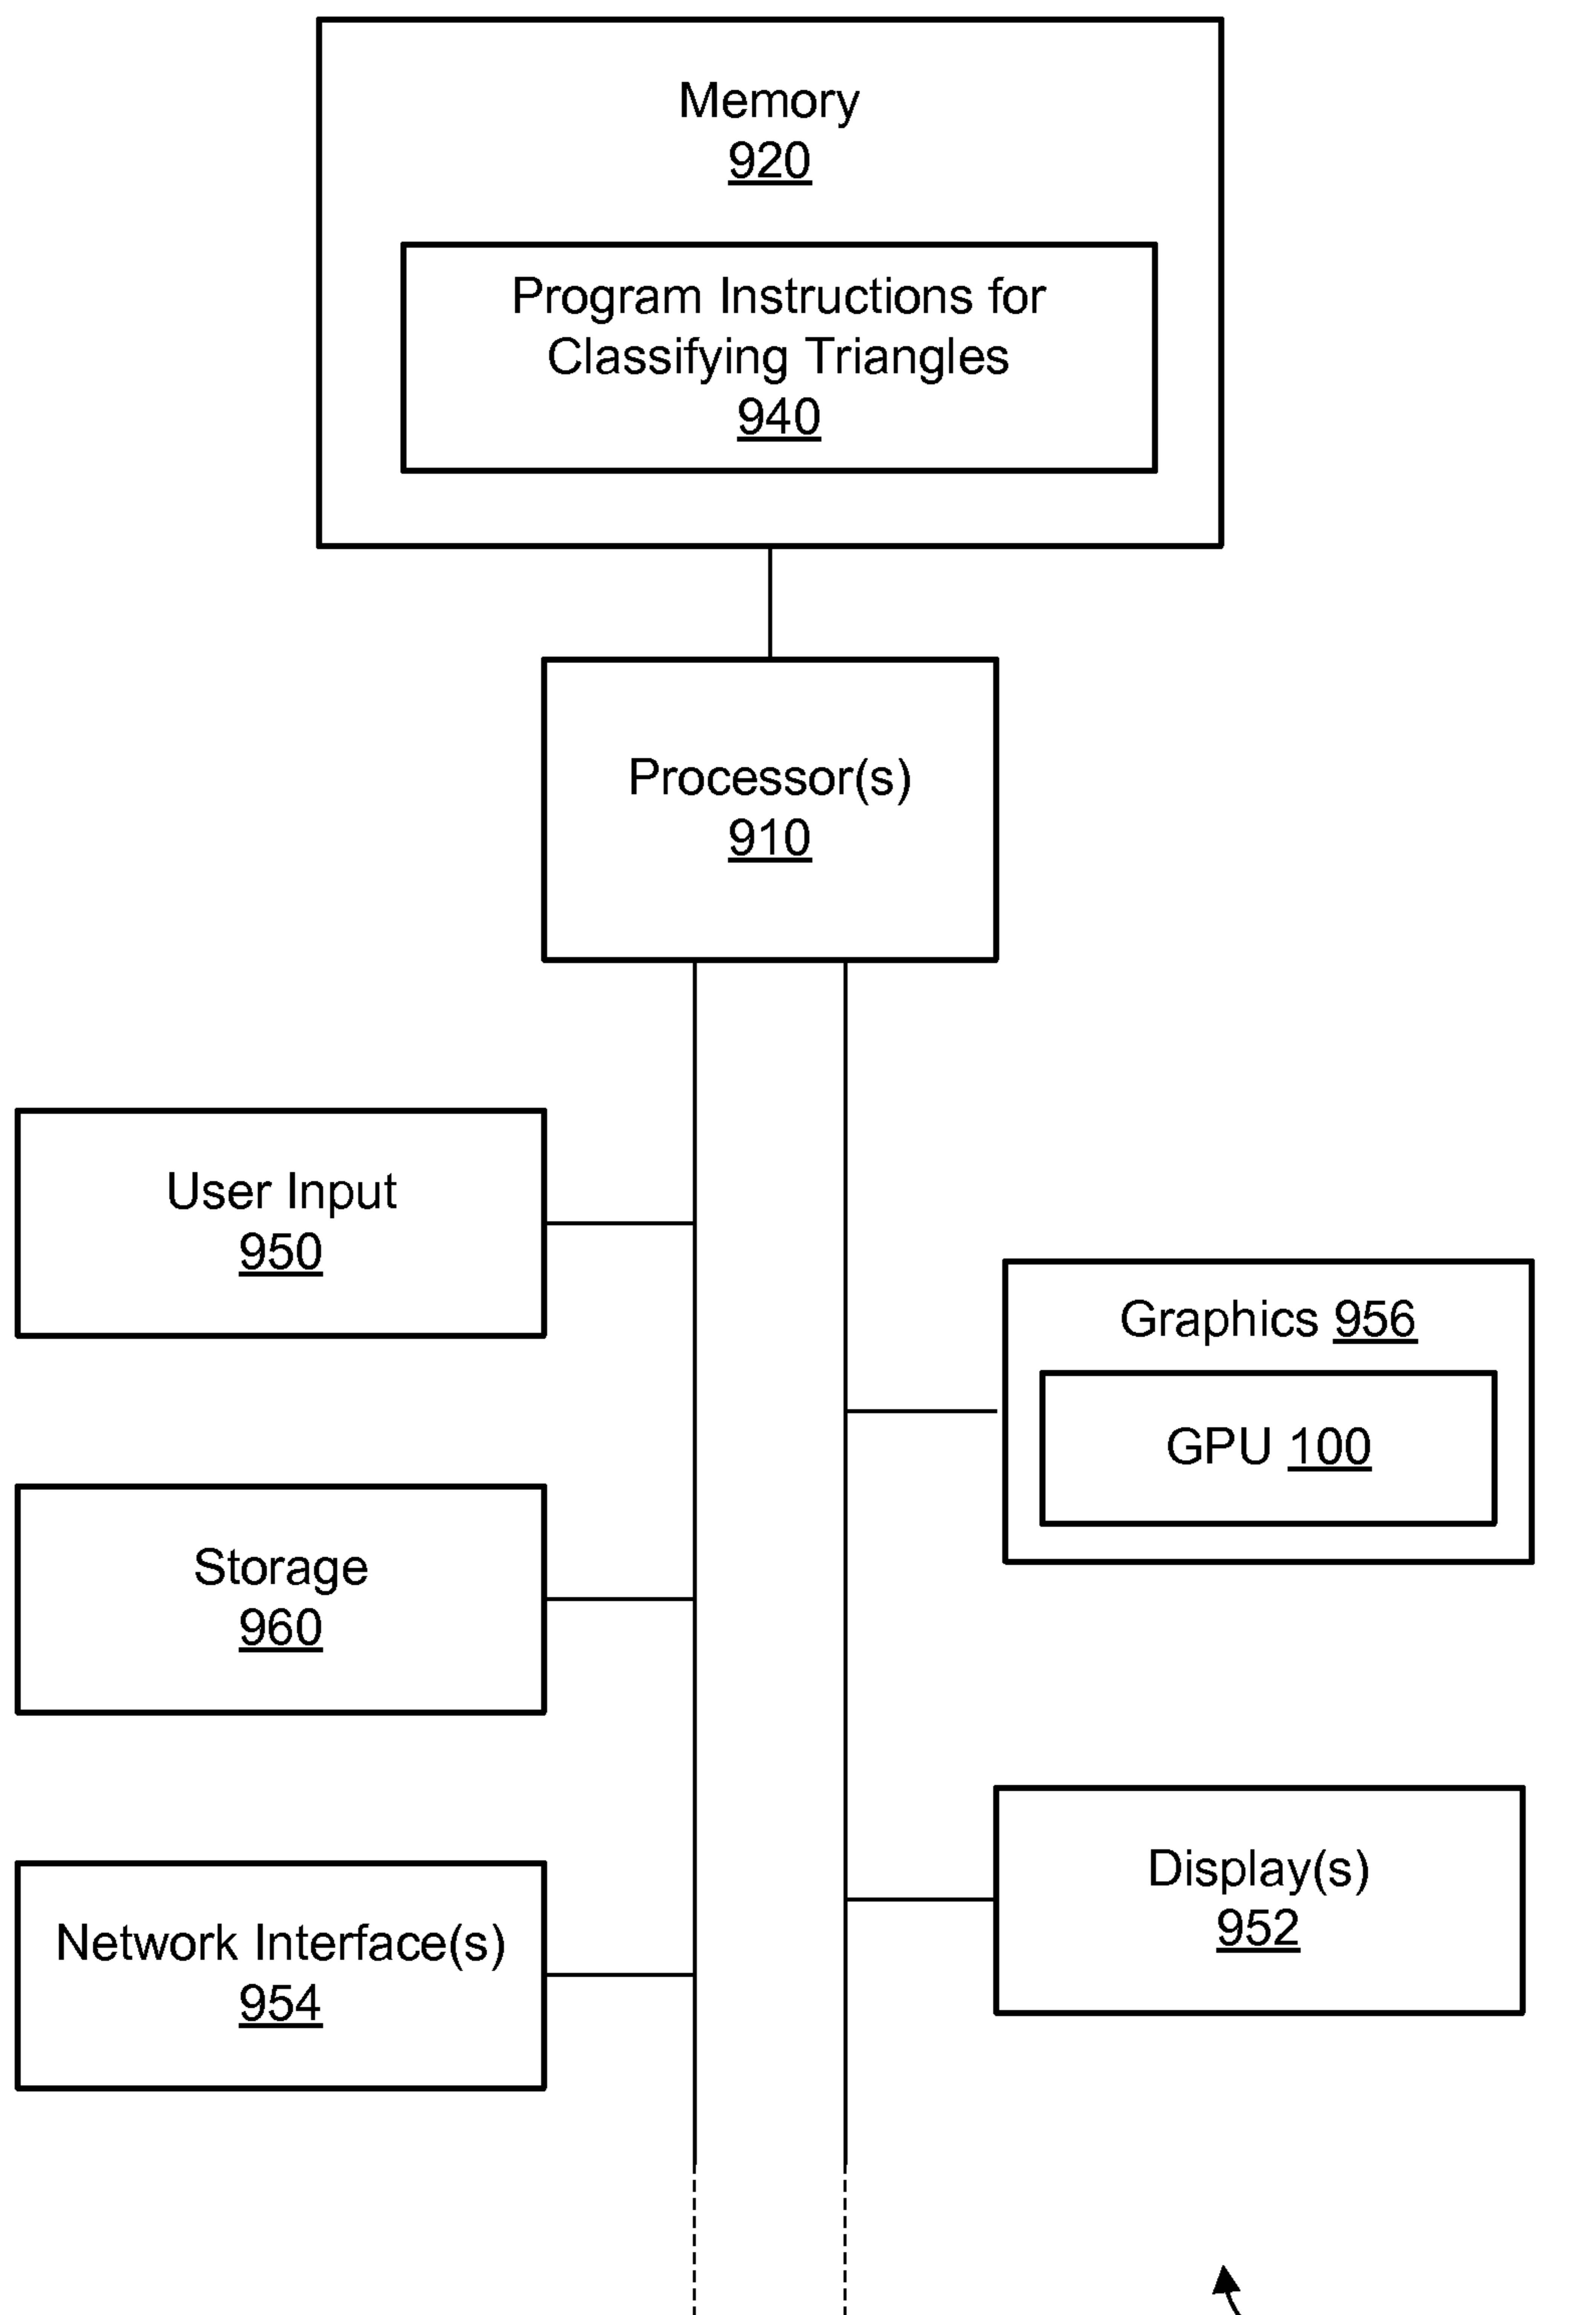 Memory
920
Program Instructions for
Classifying Triangles
940
Processor(s)
910
User Input
950
Graphics 956
GPU 100
Storage
960
Display(s)
952
Network Interface(s)
954